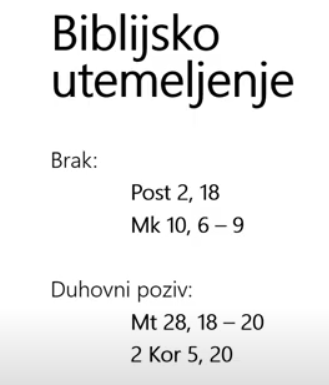 Biblijsko
utemeljenje
Brak:
Post 2, 18
Mk 10, 6 – 9
Duhovni poziv:
Mt 28, 18 – 20
2 Kor 5, 20